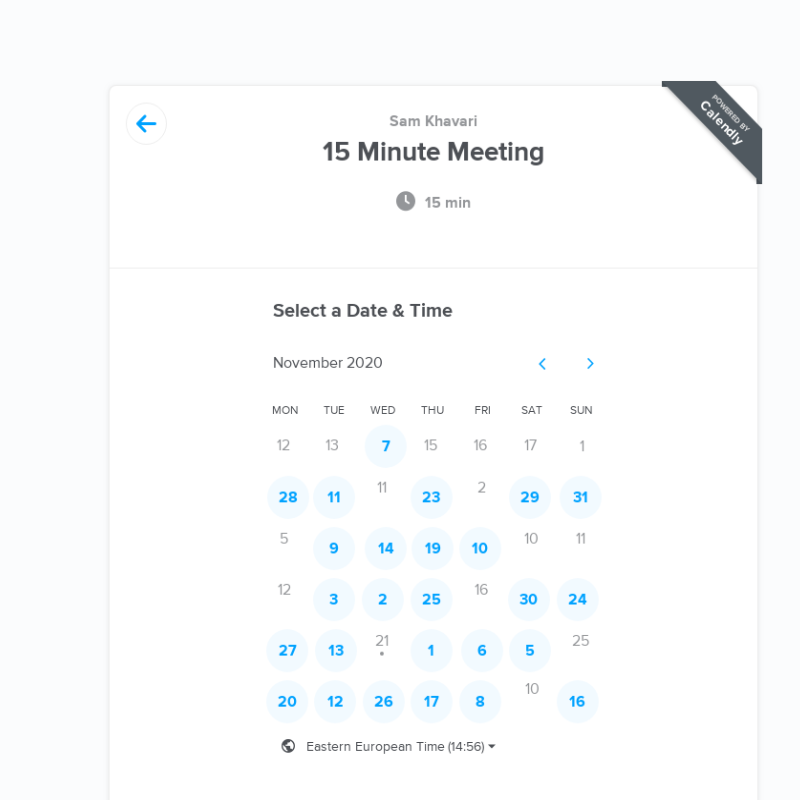 POWERED BY
Calendly
Sam Khavari
15 Minute Meeting
15 min
Select a Date & Time
November 2020
MON TUE WED THU FRI SAT SUN
12 13 7 15 16 17 1
28 11 11 23 2 29 31
5 9 14 19 10 10 11
12 3 2 25 16 30 24
27 13 21 1 6 5 25
20 12 26 17 8 10 16
Eastern European Time (14:56)